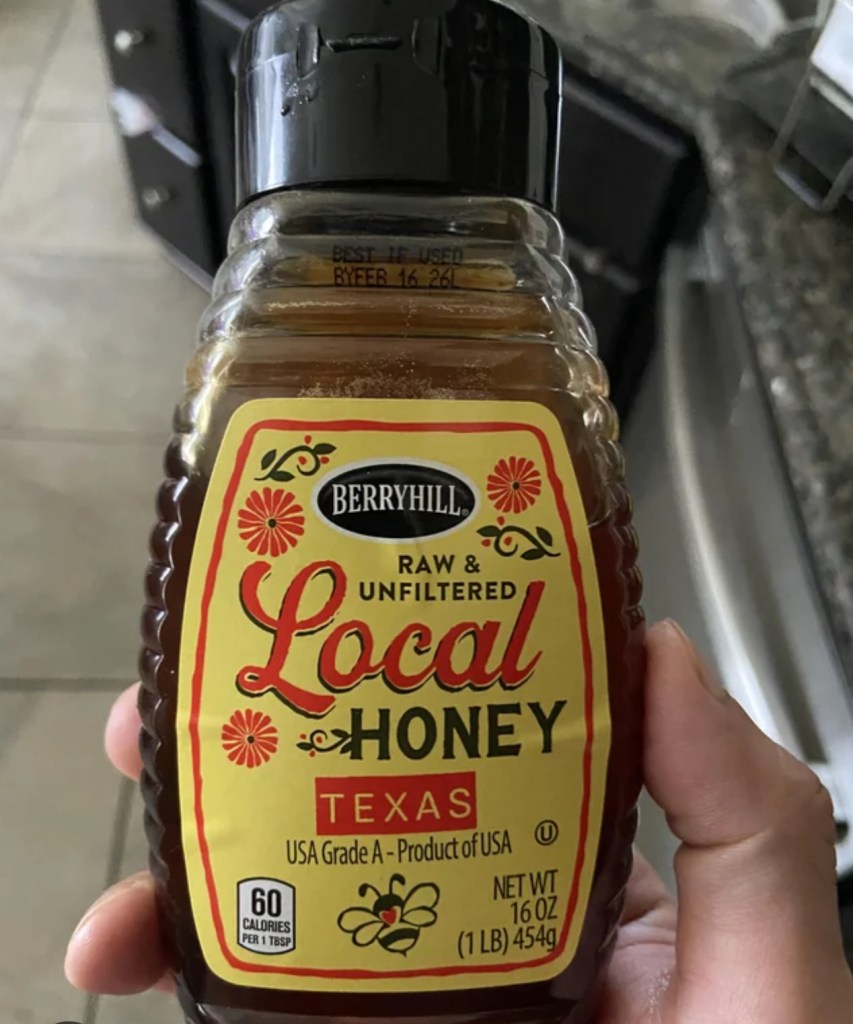 BEST IF USED
BYFEB 16 26L
BERRYHILL®
RAW &
UNFILTERED
Local
HONEY
TEXAS
USA Grade A - Product of USA
U
60
CALORIES
PER 1 TBSP
NET WT
16 OZ
(1 LB) 454g